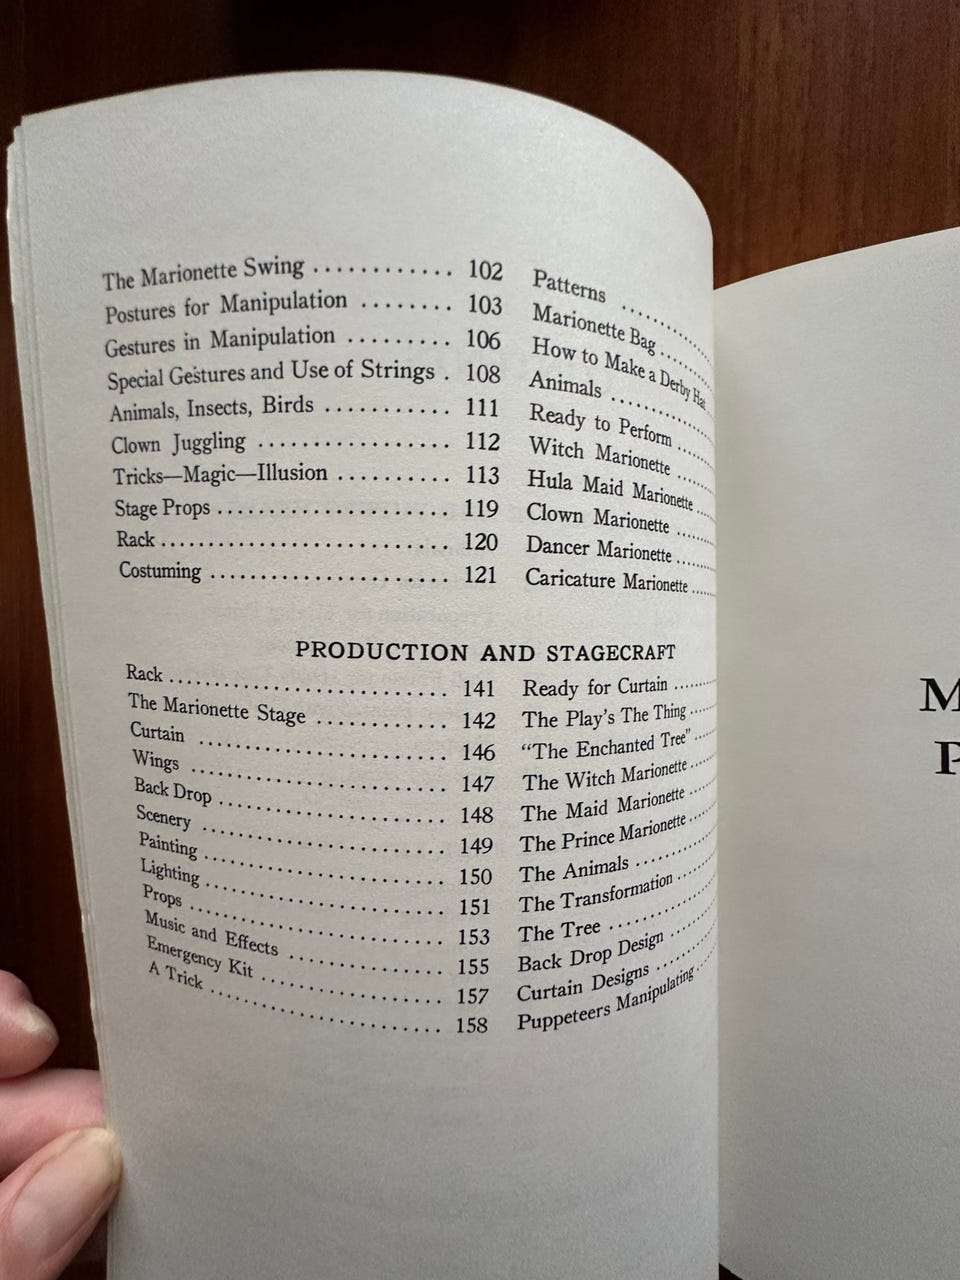 The Marionette Swing ............ 102
Postures for Manipulation ........ 103
Gestures in Manipulation ......... 106
Special Gestures and Use of Strings . 108
Animals, Insects, Birds ........... 111
Clown Juggling ................... 112
Tricks—Magic—Illusion ........... 113
Stage Props ....................... 119
Rack ............................. 120
Costuming ........................ 121
Patterns
Marionette Bag
How to Make a Derby Hat
Animals
Ready to Perform
Witch Marionette
Hula Maid Marionette
Clown Marionette
Dancer Marionette
Caricature Marionette
PRODUCTION AND STAGECRAFT
Rack ............................ 141
The Marionette Stage ............. 142
Curtain ......................... 146
Wings .......................... 147
Back Drop ....................... 148
Scenery ......................... 149
Painting ......................... 150
Lighting ......................... 151
Props .......................... 153
Music and Effects ................ 155
Emergency Kit ................... 157
A Trick ........................ 158
Ready for Curtain
The Play's The Thing
"The Enchanted Tree"
The Witch Marionette
The Maid Marionette
The Prince Marionette
The Animals
The Transformation
The Tree
Back Drop Design
Curtain Designs
Puppeteers Manipulating
M
P